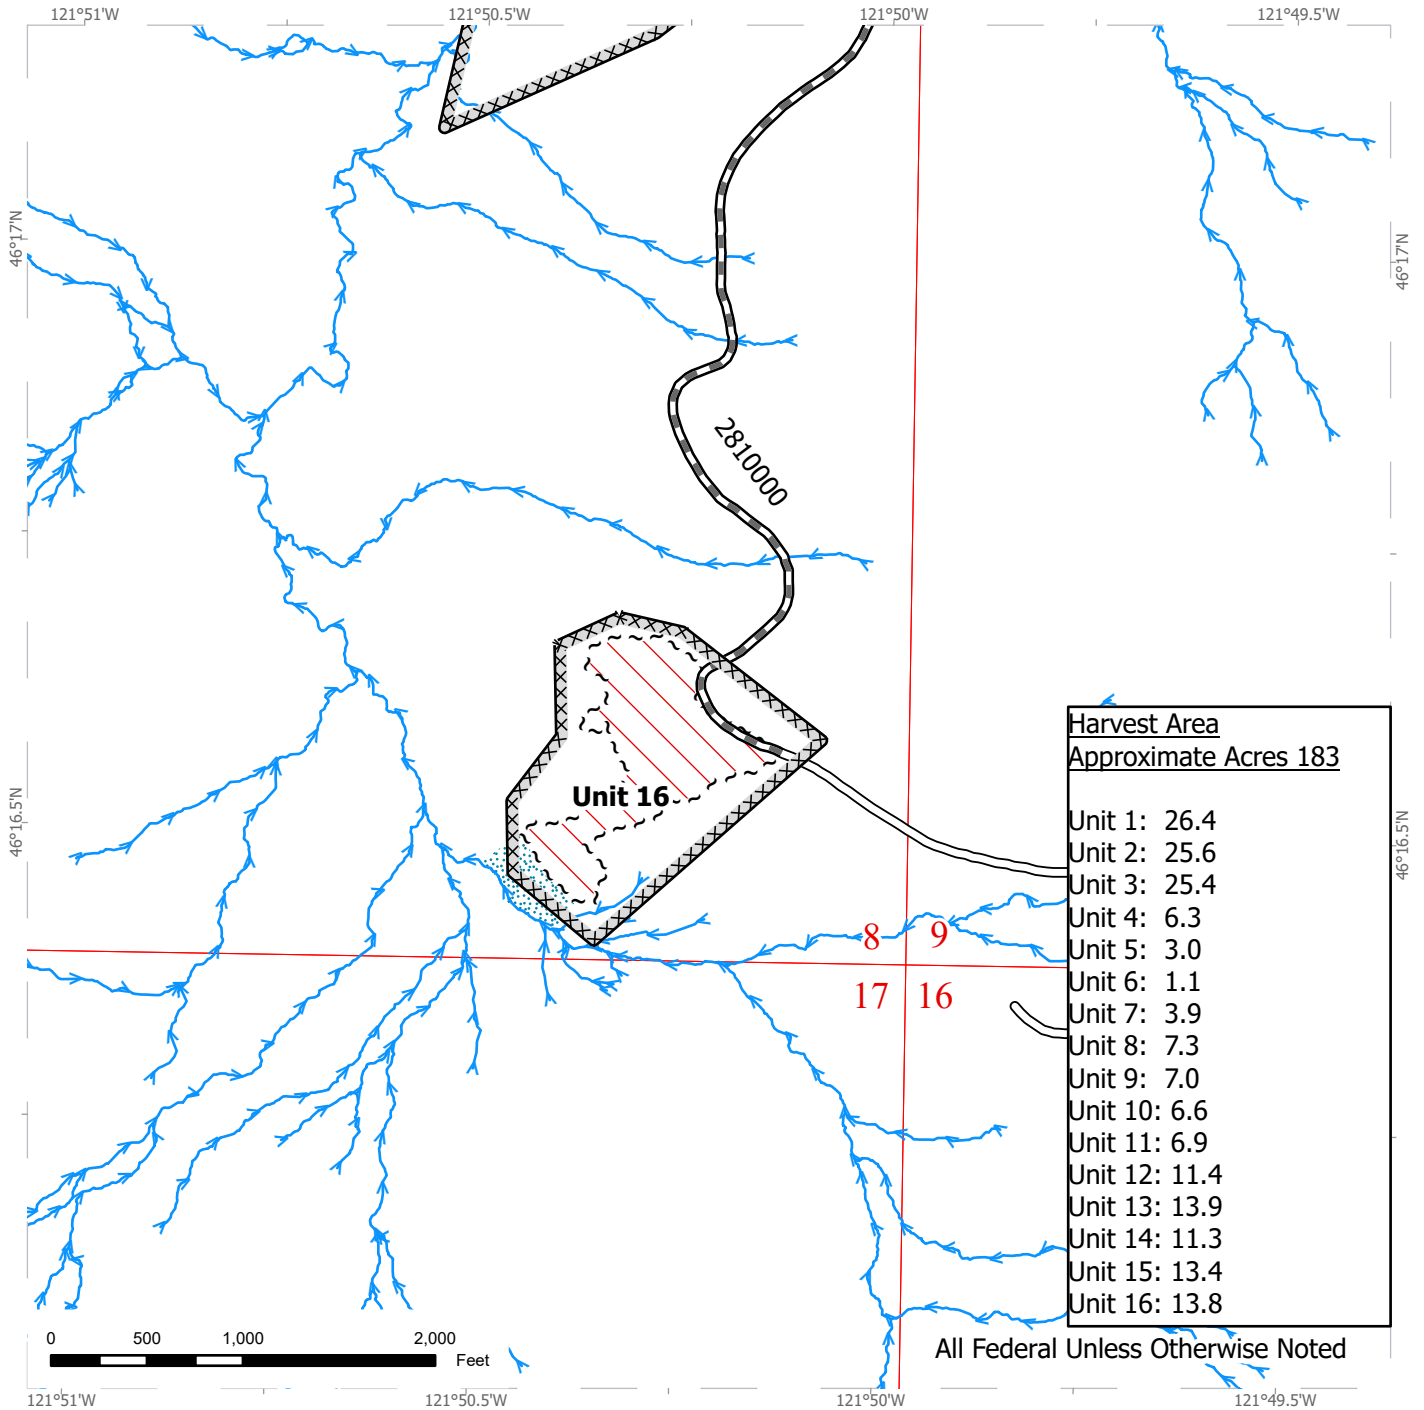 121°51'W 121°50.5'W 121°50'W 121°49.5'W
46°17'N
46°17'N
2810000
Unit 16
46°16.5'N
46°16.5'N
8 9
17 16
Harvest Area
Approximate Acres 183
Unit 1: 26.4
Unit 2: 25.6
Unit 3: 25.4
Unit 4: 6.3
Unit 5: 3.0
Unit 6: 1.1
Unit 7: 3.9
Unit 8: 7.3
Unit 9: 7.0
Unit 10: 6.6
Unit 11: 6.9
Unit 12: 11.4
Unit 13: 13.9
Unit 14: 11.3
Unit 15: 13.4
Unit 16: 13.8
0 500 1,000 2,000
Feet
All Federal Unless Otherwise Noted
121°51'W 121°50.5'W 121°50'W 121°49.5'W